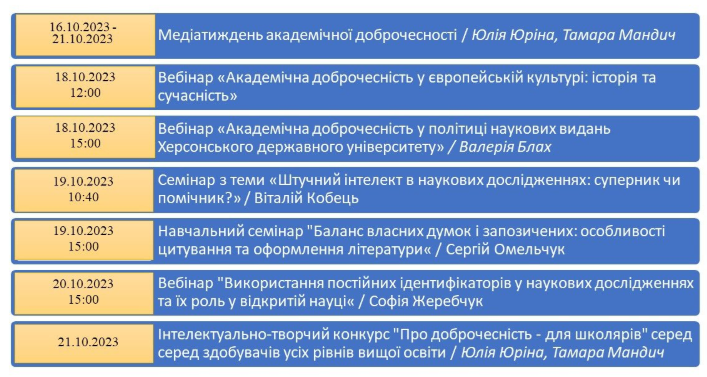 16.10.2023 -
21.10.2023
Медіатиждень академічної доброчесності / Юлія Юріна, Тамара Мандич
18.10.2023
12:00
Вебінар «Академічна доброчесність у європейській культурі: історія та
сучасність»
18.10.2023
15:00
Вебінар «Академічна доброчесність у політиці наукових видань
Херсонського державного університету» / Валерія Блах
19.10.2023
10:40
Семінар з теми «Штучний інтелект в наукових дослідженнях: суперник чи
помічник?» / Віталій Кобець
19.10.2023
15:00
Навчальний семінар "Баланс власних думок і запозичених: особливості
цитування та оформлення літератури« / Сергій Омельчук
20.10.2023
15:00
Вебінар "Використання постійних ідентифікаторів у наукових дослідженнях
та їх роль у відкритій науці« / Софія Жеребчук
21.10.2023
Інтелектуально-творчий конкурс "Про доброчесність - для школярів" серед
серед здобувачів усіх рівнів вищої освіти / Юлія Юріна, Тамара Мандич